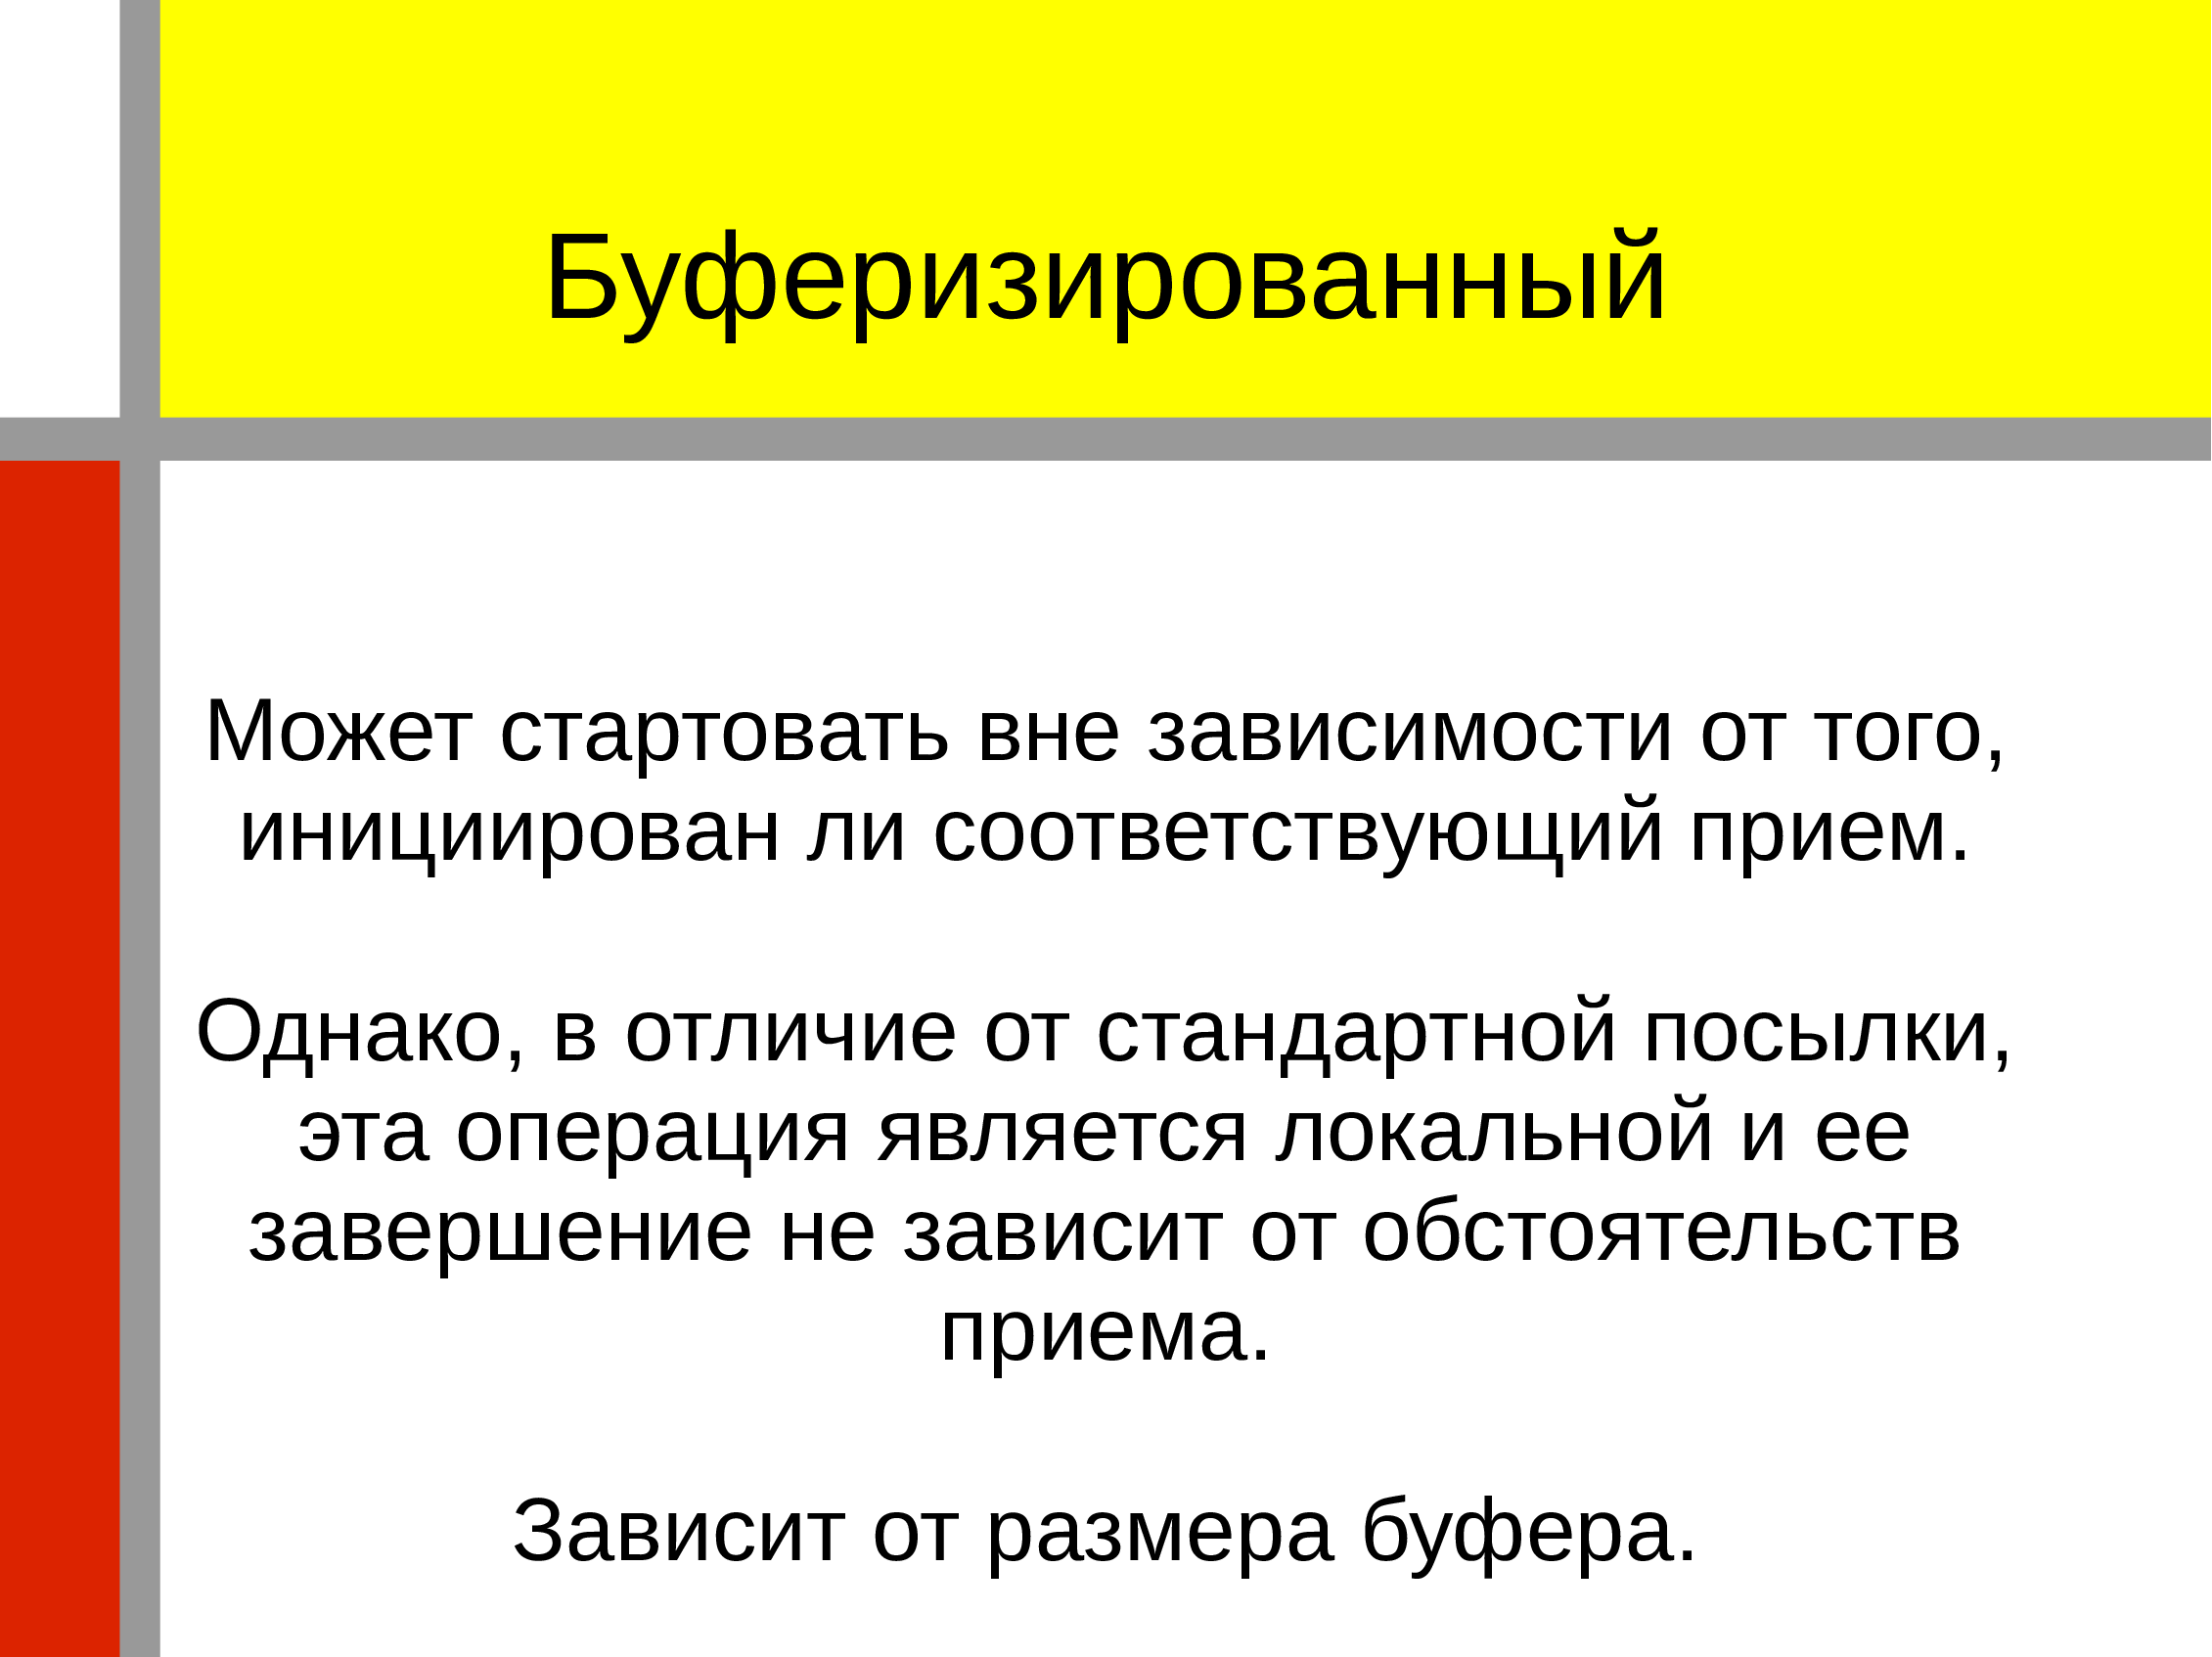 Буферизированный
Может стартовать вне зависимости от того,
инициирован ли соответствующий прием.
Однако, в отличие от стандартной посылки,
эта операция является локальной и ее
завершение не зависит от обстоятельств
приема.
Зависит от размера буфера.